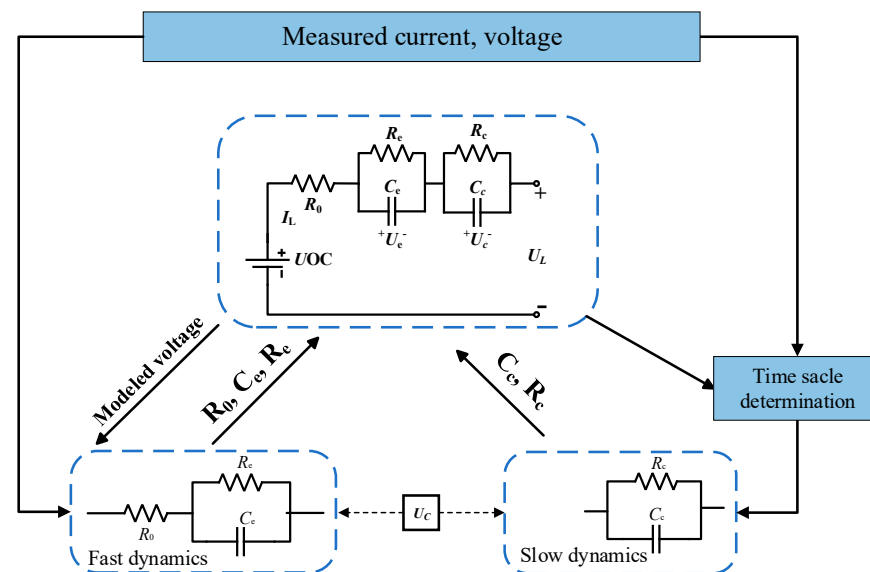 Measured current, voltage
Re
Rc
R0
Ce
Cc
IL
+Ue-
+Uc-
+
UOC
+
UL
-
Modeled voltage
R0, Ce, Re
Cc, Rc
Time sacle
determination
Re
R0
Ce
Fast dynamics
UC
Rc
Cc
Slow dynamics